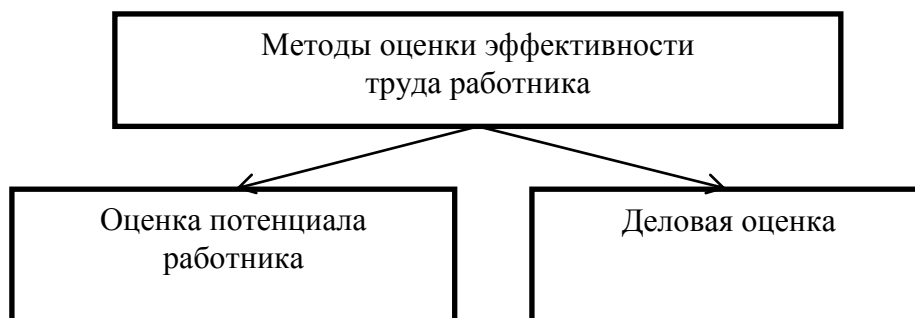 Методы оценки эффективности
труда работника
Оценка потенциала
работника
Деловая оценка